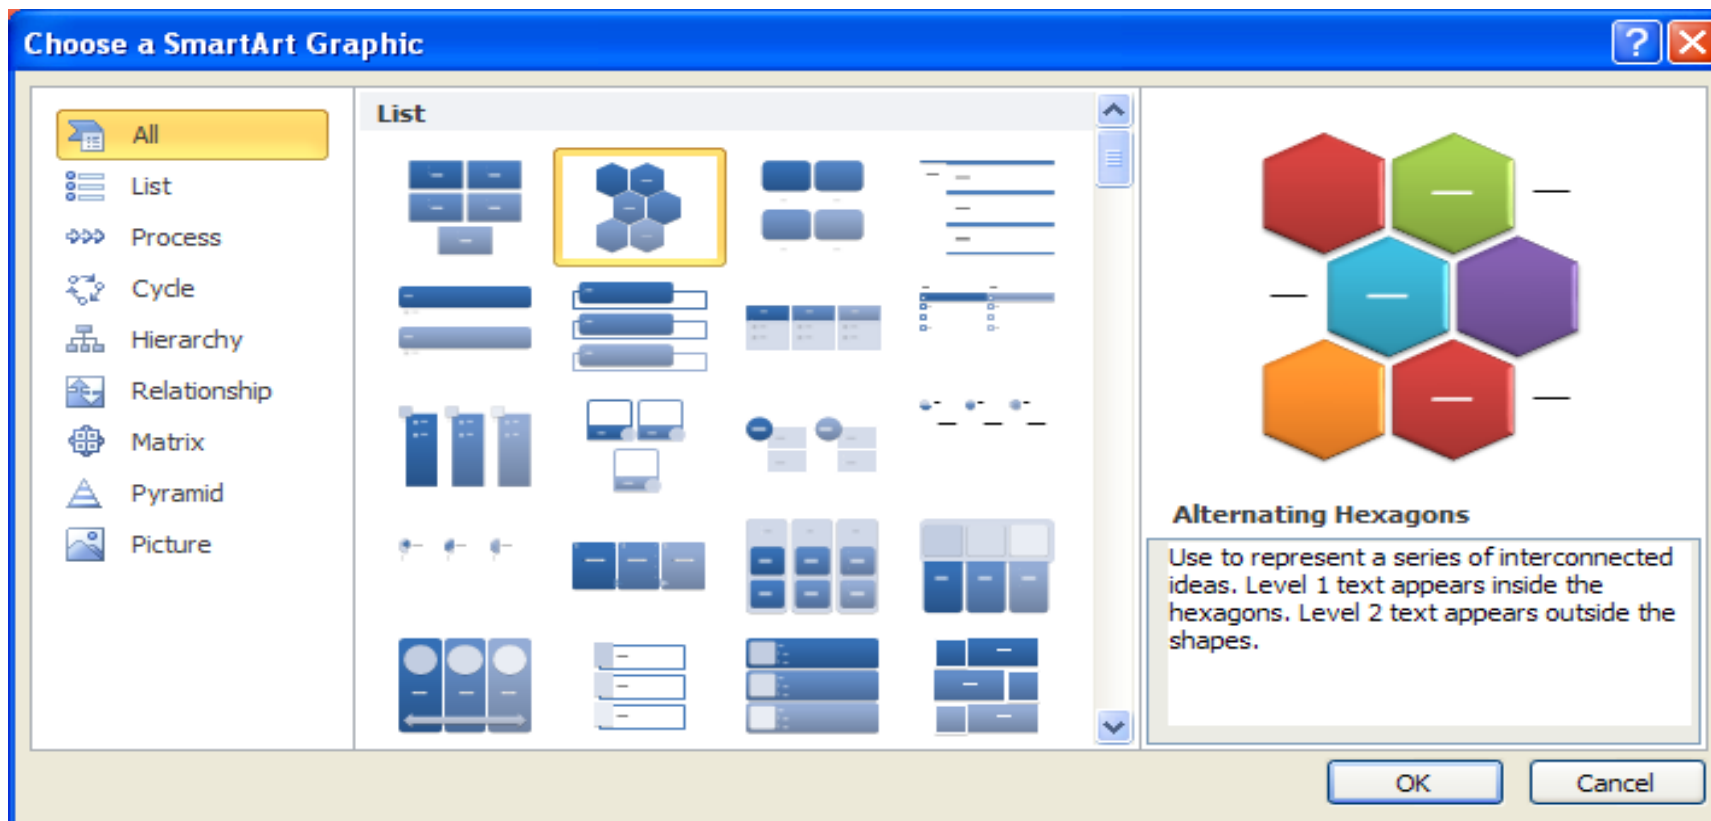 Choose a SmartArt Graphic
All
List
Process
Cycle
Hierarchy
Relationship
Matrix
Pyramid
Picture
List
Alternating Hexagons
Use to represent a series of interconnected
ideas. Level 1 text appears inside the
hexagons. Level 2 text appears outside the
shapes.
OK
Cancel